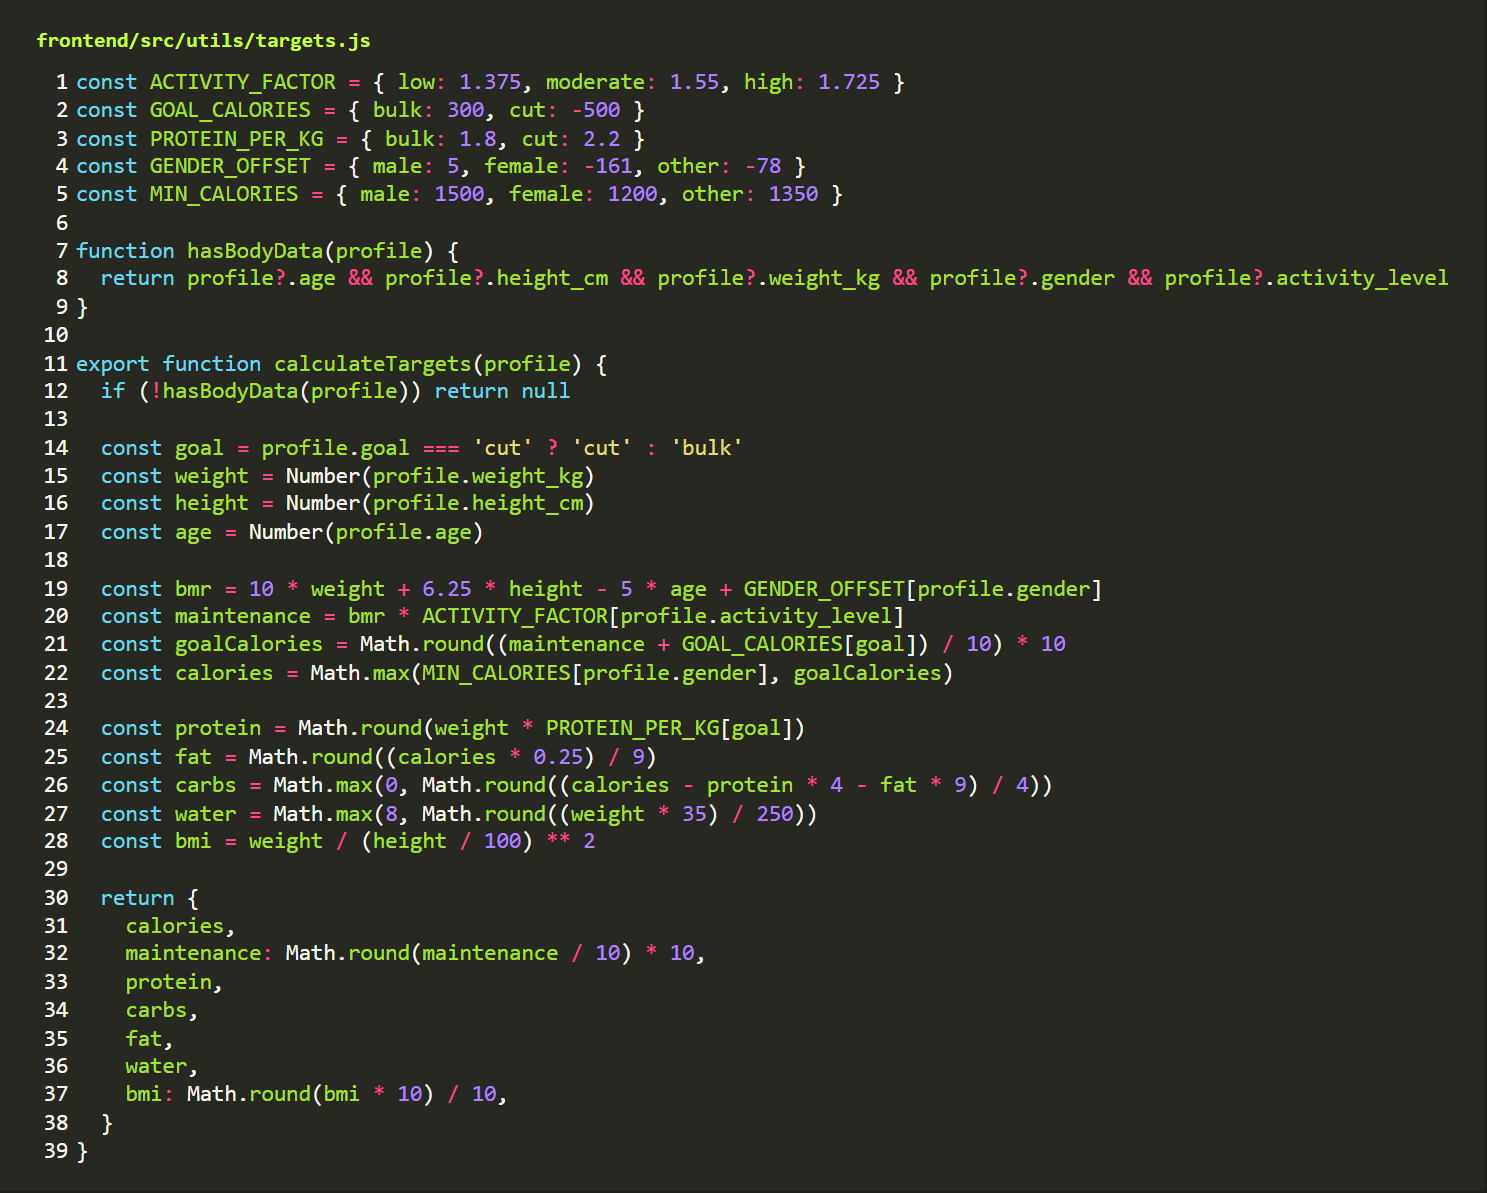 frontend/src/utils/targets.js
1 const ACTIVITY_FACTOR = { low: 1.375, moderate: 1.55, high: 1.725 }
2 const GOAL_CALORIES = { bulk: 300, cut: -500 }
3 const PROTEIN_PER_KG = { bulk: 1.8, cut: 2.2 }
4 const GENDER_OFFSET = { male: 5, female: -161, other: -78 }
5 const MIN_CALORIES = { male: 1500, female: 1200, other: 1350 }
6
7 function hasBodyData(profile) {
8   return profile?.age && profile?.height_cm && profile?.weight_kg && profile?.gender && profile?.activity_level
9 }
10
11 export function calculateTargets(profile) {
12   if (!hasBodyData(profile)) return null
13
14   const goal = profile.goal === 'cut' ? 'cut' : 'bulk'
15   const weight = Number(profile.weight_kg)
16   const height = Number(profile.height_cm)
17   const age = Number(profile.age)
18
19   const bmr = 10 * weight + 6.25 * height - 5 * age + GENDER_OFFSET[profile.gender]
20   const maintenance = bmr * ACTIVITY_FACTOR[profile.activity_level]
21   const goalCalories = Math.round((maintenance + GOAL_CALORIES[goal]) / 10) * 10
22   const calories = Math.max(MIN_CALORIES[profile.gender], goalCalories)
23
24   const protein = Math.round(weight * PROTEIN_PER_KG[goal])
25   const fat = Math.round((calories * 0.25) / 9)
26   const carbs = Math.max(0, Math.round((calories - protein * 4 - fat * 9) / 4))
27   const water = Math.max(8, Math.round((weight * 35) / 250))
28   const bmi = weight / (height / 100) ** 2
29
30   return {
31     calories,
32     maintenance: Math.round(maintenance / 10) * 10,
33     protein,
34     carbs,
35     fat,
36     water,
37     bmi: Math.round(bmi * 10) / 10,
38   }
39 }